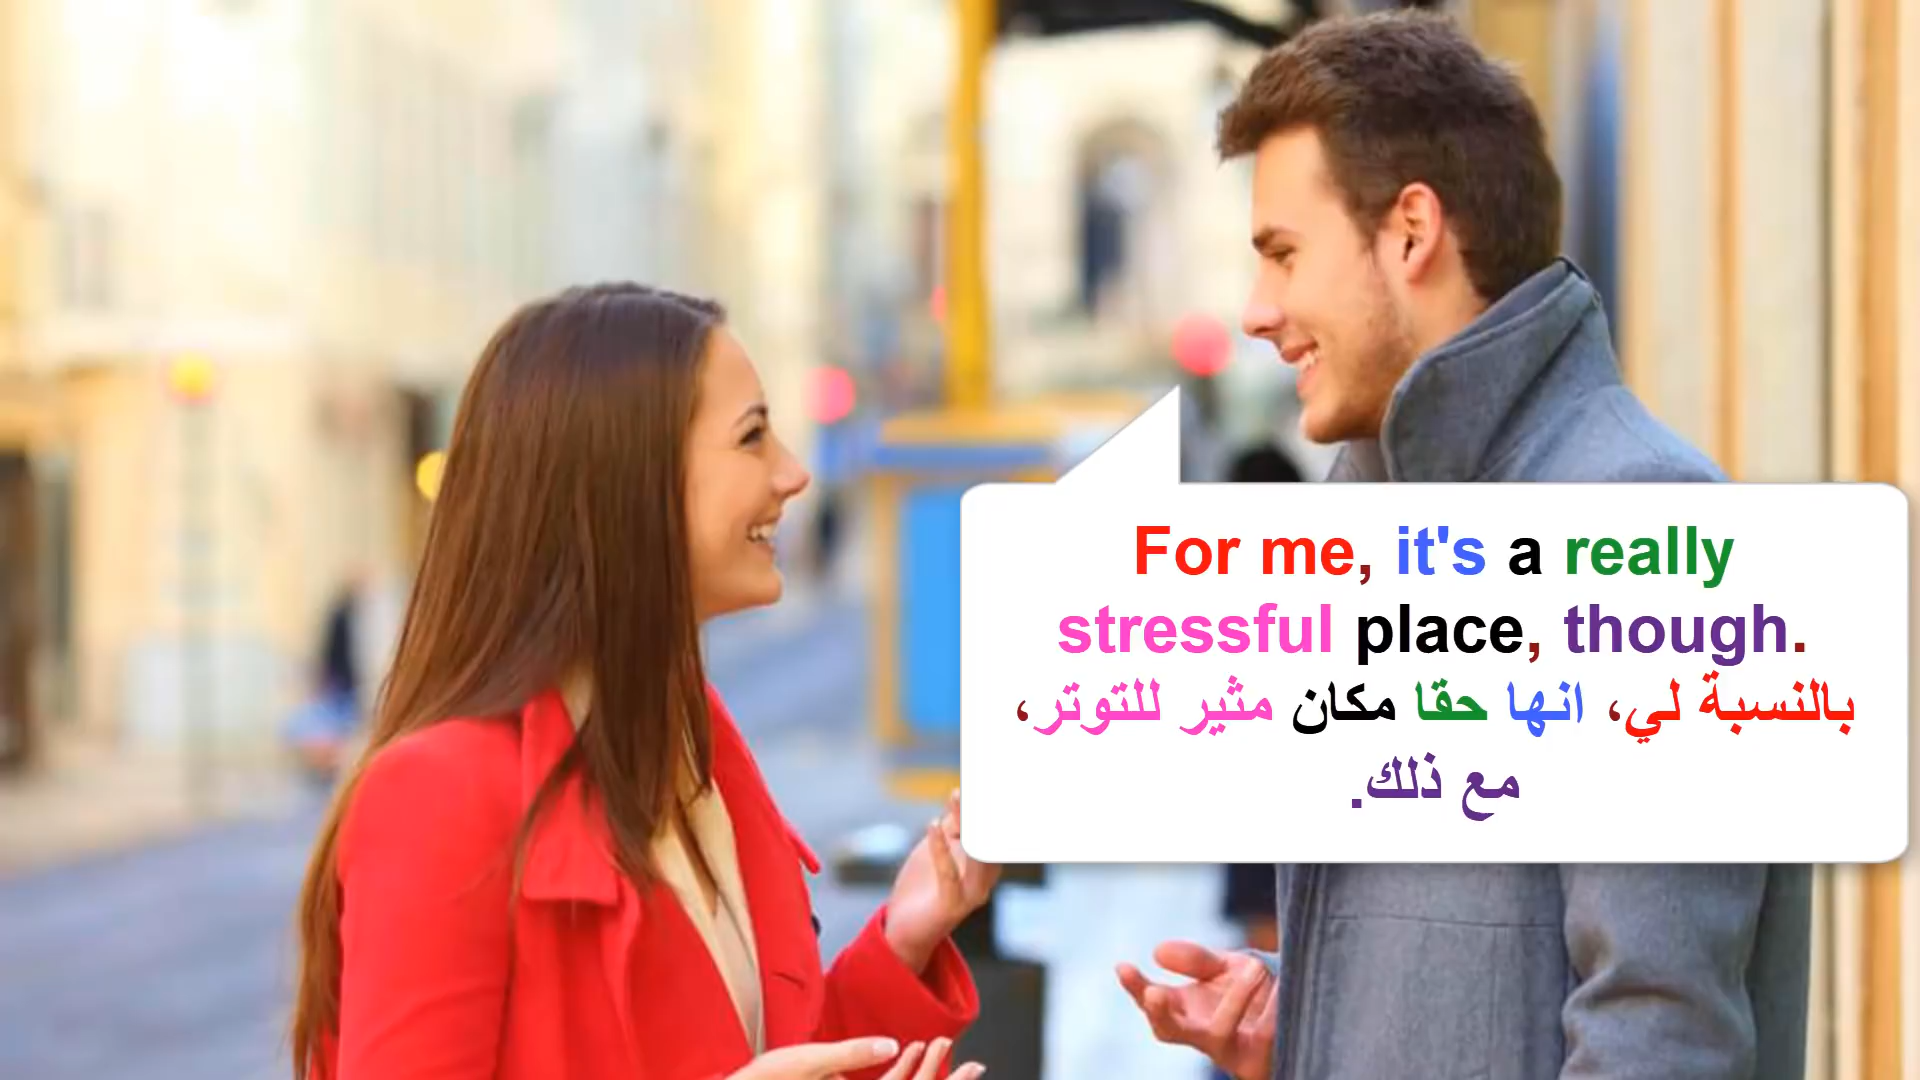 For me, it's a really
stressful place, though.
بالنسبة لي، انها حقا مكان مثير للتوتر،
مع ذلك.